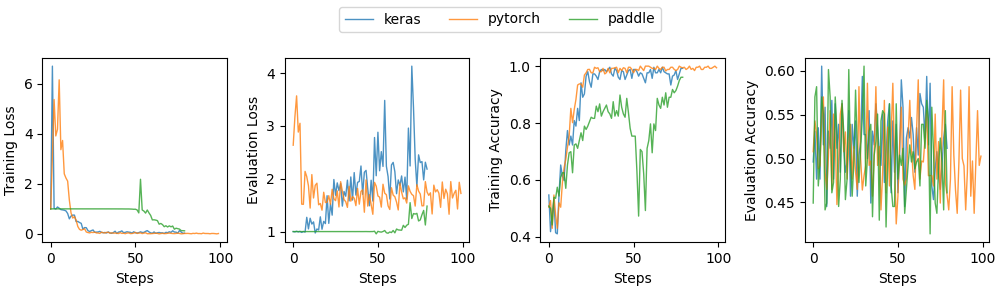 keras pytorch paddle
Training Loss
6
4
2
0
0 50 100
Steps
Evaluation Loss
4
3
2
1
0 50 100
Steps
Training Accuracy
1.0
0.8
0.6
0.4
0 50 100
Steps
Evaluation Accuracy
0.60
0.55
0.50
0.45
0 50 100
Steps